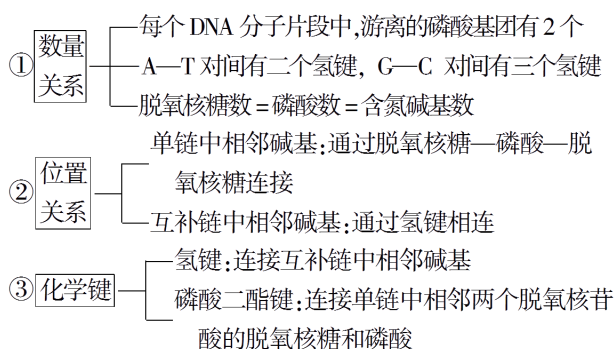 每个DNA分子片段中,游离的磷酸基团有2个
①数量关系
A—T对间有二个氢键, G—C 对间有三个氢键
脱氧核糖数=磷酸数=含氮碱基数
单链中相邻碱基:通过脱氧核糖—磷酸—脱
氧核糖连接
②位置关系
互补链中相邻碱基:通过氢键相连
氢键:连接互补链中相邻碱基
③化学键
磷酸二酯键:连接单链中相邻两个脱氧核苷
酸的脱氧核糖和磷酸